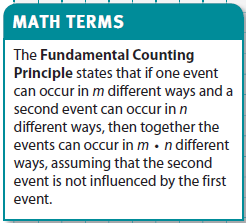 MATH TERMS
The Fundamental Counting
Principle states that if one event
can occur in m different ways and a
second event can occur in n
different ways, then together the
events can occur in m • n different
ways, assuming that the second
event is not influenced by the first
event.